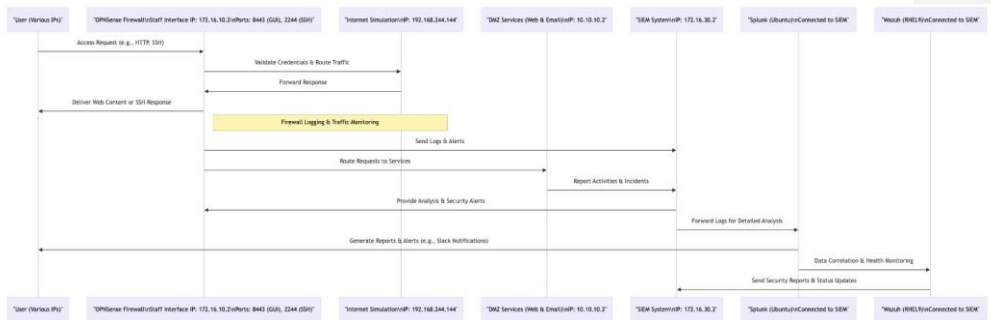 "User (Various IPs)"
"OPNSense Firewall\nStaff Interface IP: 172.16.10.2\nPorts: 8443 (GUI), 2244 (SSH)"
"Internet Simulation\nIP: 192.168.244.144"
"DMZ Services (Web & Email)\nIP: 10.10.10.2"
"SIEM System\nIP: 172.16.30.2"
"Splunk (Ubuntu)\nConnected to SIEM"
"Wazuh (RHEL9)\nConnected to SIEM"
Access Request (e.g., HTTP, SSH)
Validate Credentials & Route Traffic
Forward Response
Deliver Web Content or SSH Response
Firewall Logging & Traffic Monitoring
Send Logs & Alerts
Route Requests to Services
Report Activities & Incidents
Provide Analysis & Security Alerts
Forward Logs for Detailed Analysis
Generate Reports & Alerts (e.g., Slack Notifications)
Data Correlation & Health Monitoring
Send Security Reports & Status Updates
"User (Various IPs)"
"OPNSense Firewall\nStaff Interface IP: 172.16.10.2\nPorts: 8443 (GUI), 2244 (SSH)"
"Internet Simulation\nIP: 192.168.244.144"
"DMZ Services (Web & Email)\nIP: 10.10.10.2"
"SIEM System\nIP: 172.16.30.2"
"Splunk (Ubuntu)\nConnected to SIEM"
"Wazuh (RHEL9)\nConnected to SIEM"